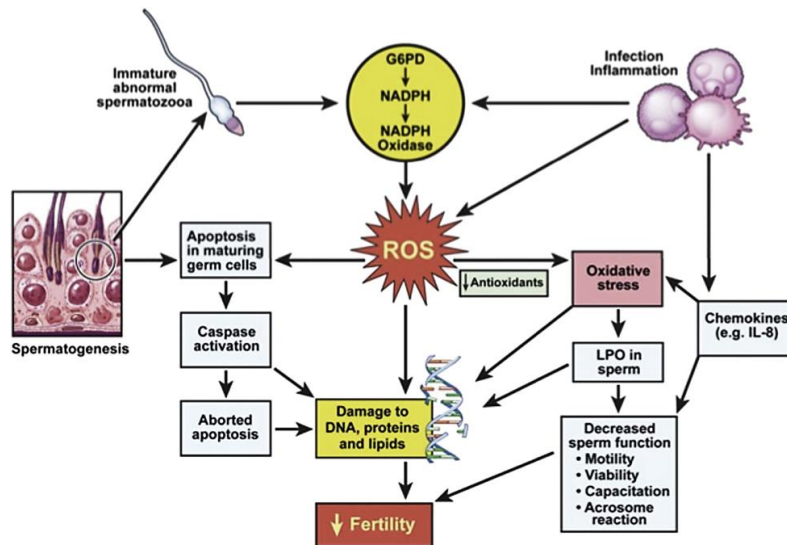 Immature
abnormal
spermatozooa
G6PD
NADPH
NADPH
Oxidase
Infection
Inflammation
Spermatogenesis
Apoptosis
in maturing
germ cells
ROS
↓ Antioxidants
Oxidative
stress
Chemokines
(e.g. IL-8)
Caspase
activation
LPO in
sperm
Aborted
apoptosis
Damage to
DNA, proteins
and lipids
Decreased
sperm function
• Motility
• Viability
• Capacitation
• Acrosome
reaction
↓ Fertility